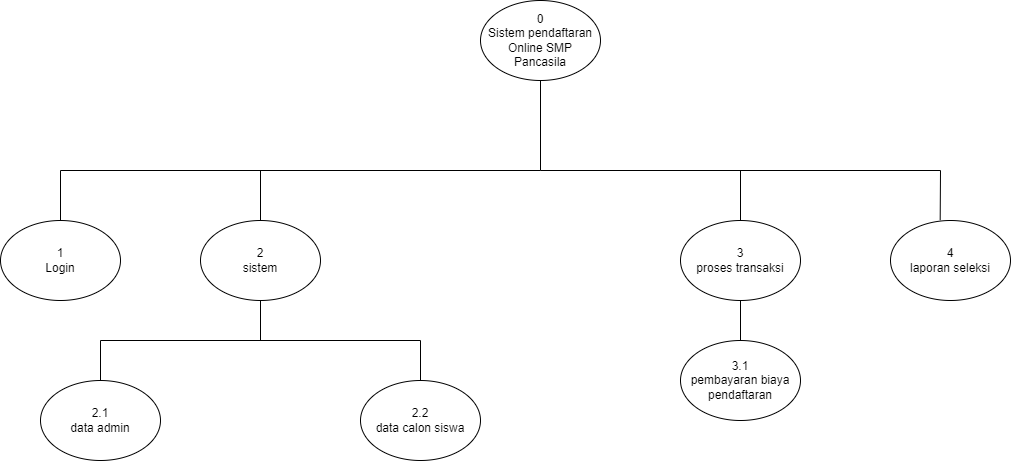 0
Sistem pendaftaran
Online SMP
Pancasila
1
Login
2
sistem
3
proses transaksi
4
laporan seleksi
2.1
data admin
2.2
data calon siswa
3.1
pembayaran biaya
pendaftaran